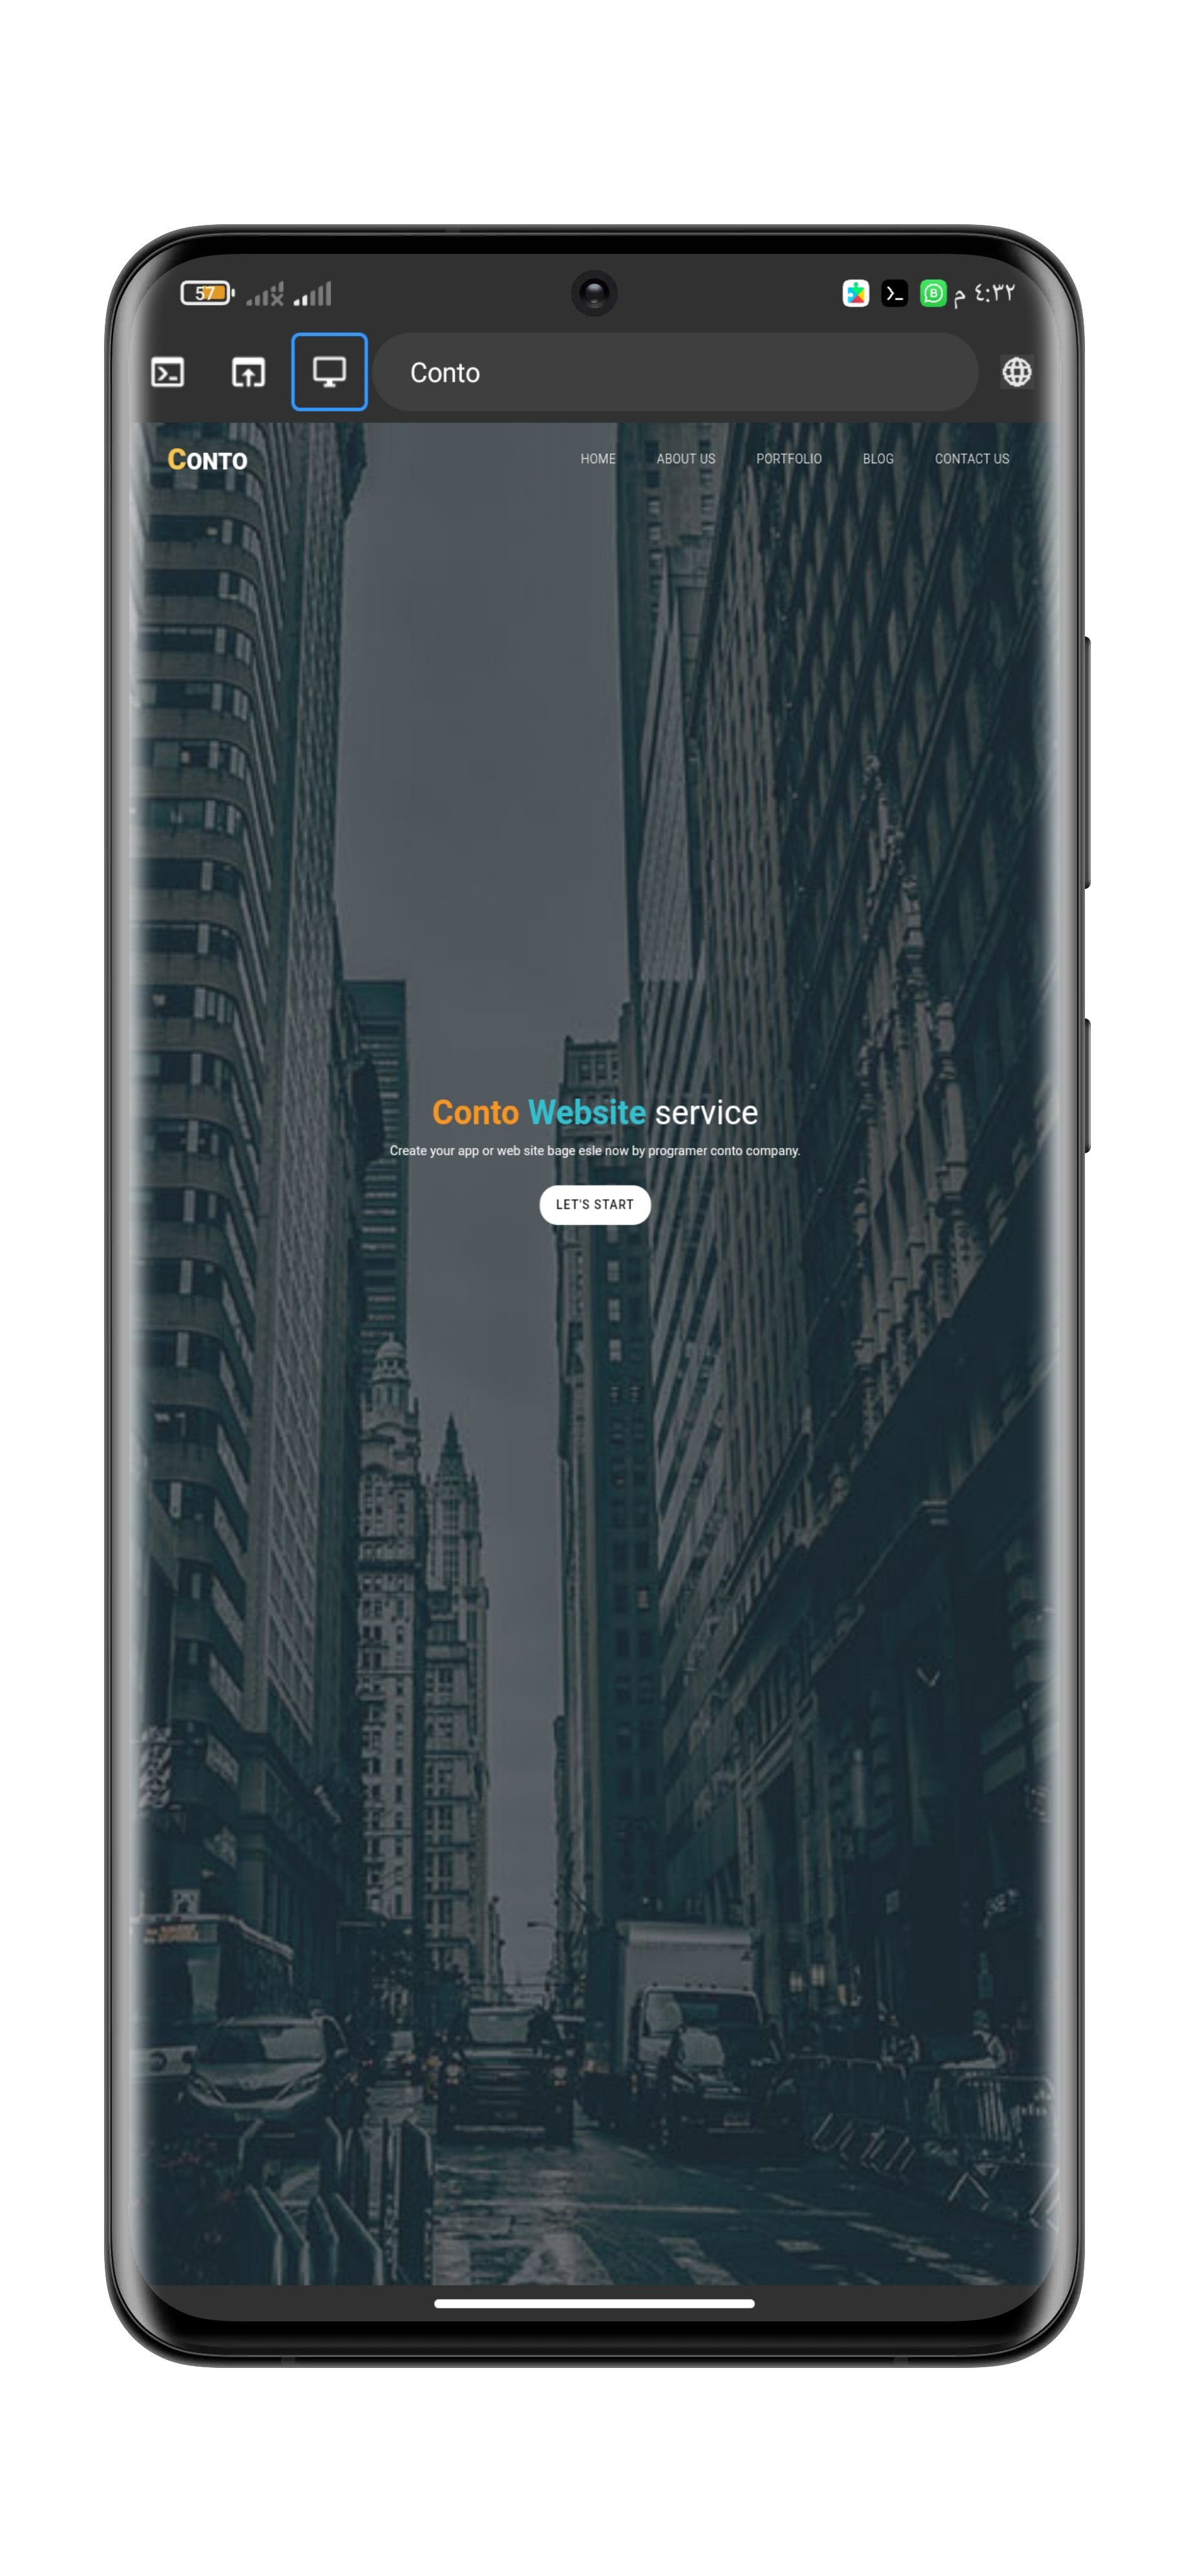 57 م ٤:٣٢
Conto
CONTO HOME ABOUT US PORTFOLIO BLOG CONTACT US
Conto Website service
Create your app or web site bage esle now by programer conto company.
LET'S START